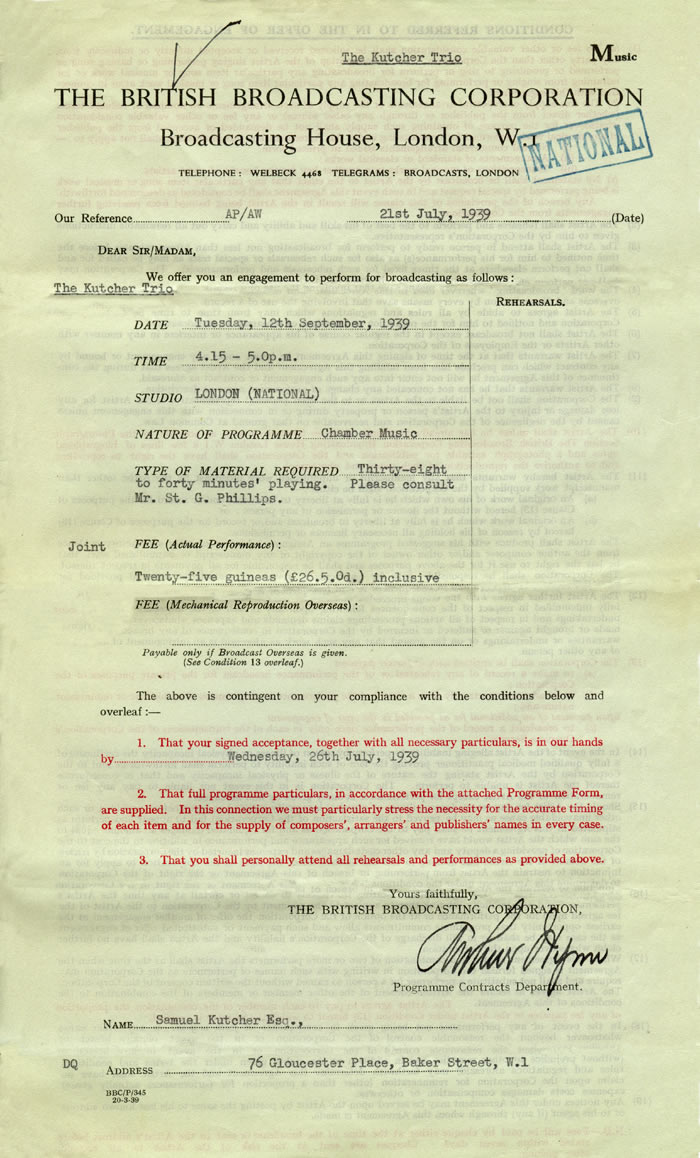 The Kutcher Trio
Music
THE BRITISH BROADCASTING CORPORATION
Broadcasting House, London, W.1
NATIONAL
TELEPHONE: WELBECK 4468 TELEGRAMS: BROADCASTS, LONDON
Our Reference AP/AW 21st July, 1939 (Date)
DEAR SIR/MADAM,
We offer you an engagement to perform for broadcasting as follows:
The Kutcher Trio
REHEARSALS.
DATE Tuesday, 12th September, 1939
TIME 4.15 - 5.0p.m.
STUDIO LONDON (NATIONAL)
NATURE OF PROGRAMME Chamber Music
TYPE OF MATERIAL REQUIRED Thirty-eight
to forty minutes' playing. Please consult
Mr. St. G. Phillips.
Joint FEE (Actual Performance):
Twenty-five guineas (£26.5.0d.) inclusive
FEE (Mechanical Reproduction Overseas):
Payable only if Broadcast Overseas is given.
(See Condition 13 overleaf.)
The above is contingent on your compliance with the conditions below and
overleaf:—
1. That your signed acceptance, together with all necessary particulars, is in our hands
by Wednesday, 26th July, 1939
2. That full programme particulars, in accordance with the attached Programme Form,
are supplied. In this connection we must particularly stress the necessity for the accurate timing
of each item and for the supply of composers', arrangers' and publishers' names in every case.
3. That you shall personally attend all rehearsals and performances as provided above.
Yours faithfully,
THE BRITISH BROADCASTING CORPORATION,
Programme Contracts Department.
NAME Samuel Kutcher Esq.,
DQ ADDRESS 76 Gloucester Place, Baker Street, W.1
BBC/P/345
20-3-39